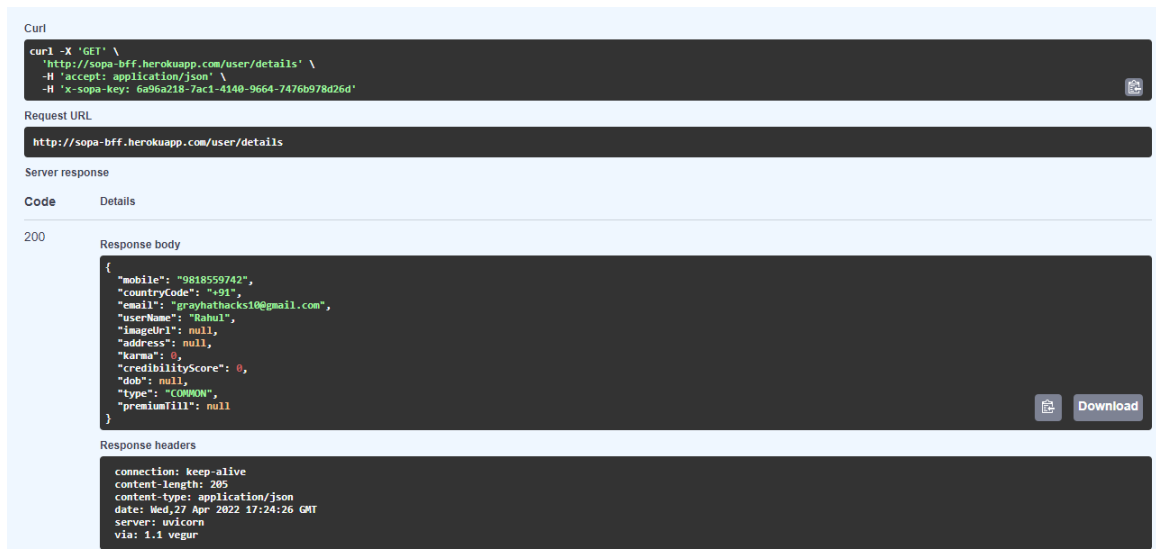 Curl
curl -X 'GET' \
'http://sopa-bff.herokuapp.com/user/details' \
-H 'accept: application/json' \
-H 'x-sopa-key: 6a96a218-7ac1-4140-9664-7476b978d26d'
Request URL
http://sopa-bff.herokuapp.com/user/details
Server response
Code Details
200
Response body
{
"mobile": "9818559742",
"countryCode": "+91",
"email": "grayhathacks10@gmail.com",
"userName": "Rahul",
"imageUrl": null,
"address": null,
"karma": 0,
"credibilityScore": 0,
"dob": null,
"type": "COMMON",
"premiumTill": null
}
Download
Response headers
connection: keep-alive
content-length: 205
content-type: application/json
date: Wed,27 Apr 2022 17:24:26 GMT
server: uvicorn
via: 1.1 vegur